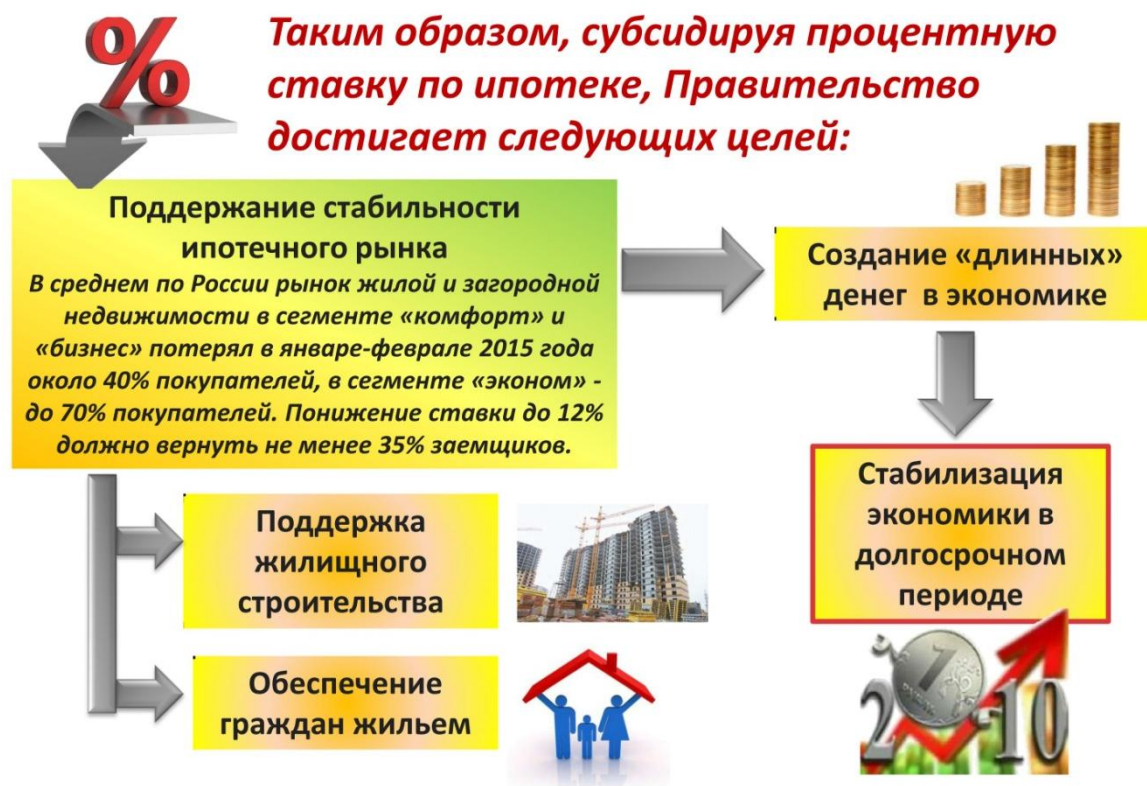 %
Таким образом, субсидируя процентную
ставку по ипотеке, Правительство
достигает следующих целей:
Поддержание стабильности
ипотечного рынка
В среднем по России рынок жилой и загородной
недвижимости в сегменте «комфорт» и
«бизнес» потерял в январе-феврале 2015 года
около 40% покупателей, в сегменте «эконом» -
до 70% покупателей. Понижение ставки до 12%
должно вернуть не менее 35% заемщиков.
Создание «длинных»
денег в экономике
Стабилизация
экономики в
долгосрочном
периоде
Поддержка
жилищного
строительства
Обеспечение
граждан жильем
1
2 10